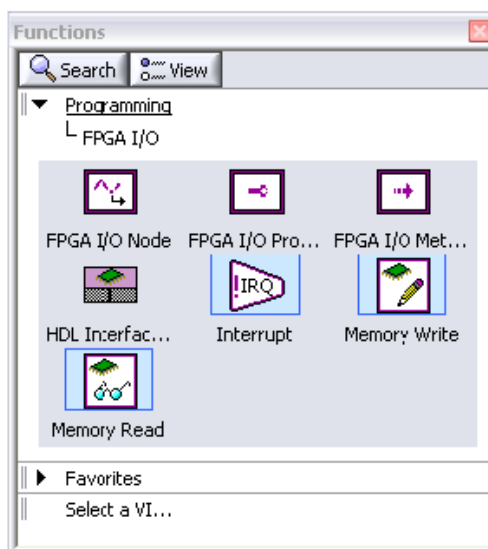 Functions
Search View
Programming
FPGA I/O
FPGA I/O Node FPGA I/O Pro... FPGA I/O Met...
IRQ
HDL Interfac... Interrupt Memory Write
Memory Read
Favorites
Select a VI...